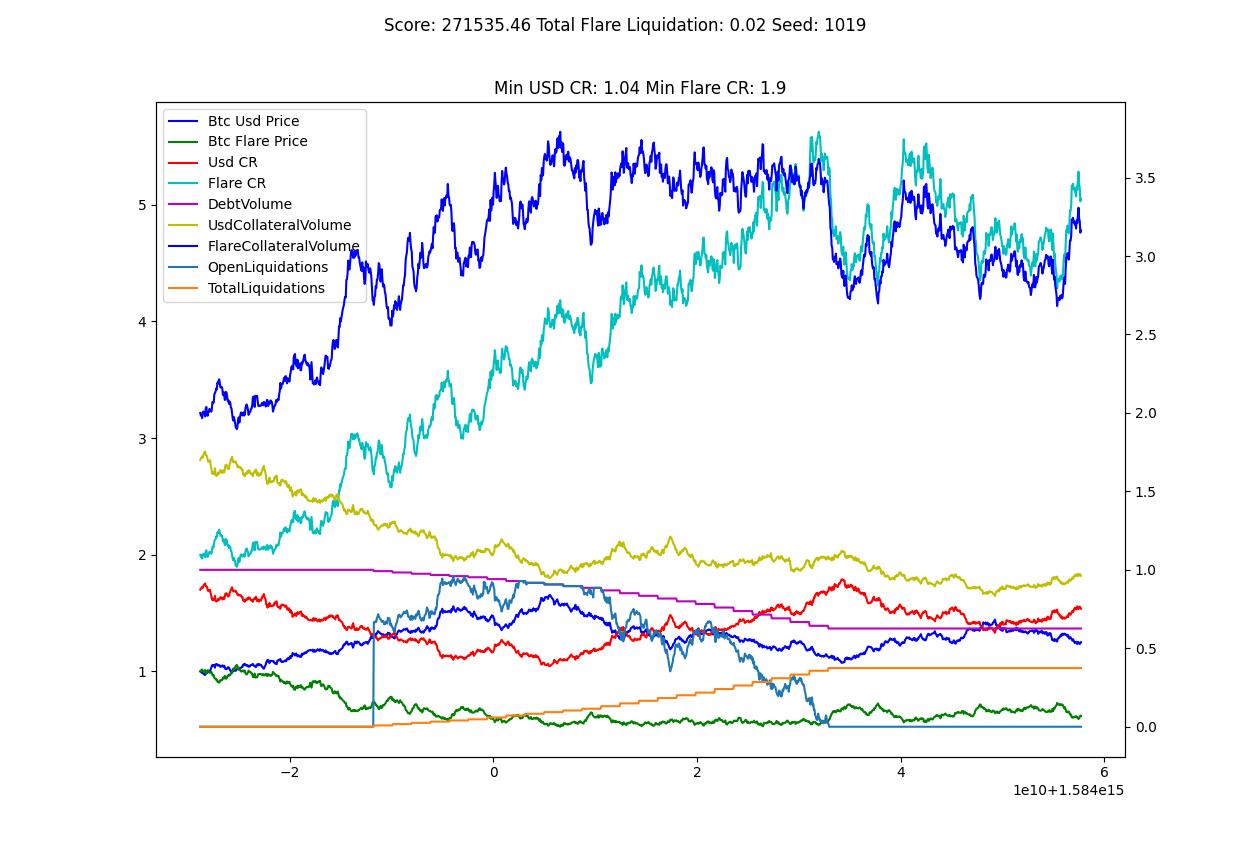 Score: 271535.46 Total Flare Liquidation: 0.02 Seed: 1019
Min USD CR: 1.04 Min Flare CR: 1.9
Btc Usd Price
Btc Flare Price
Usd CR
Flare CR
DebtVolume
UsdCollateralVolume
FlareCollateralVolume
OpenLiquidations
TotalLiquidations
5
4
3
2
1
3.5
3.0
2.5
2.0
1.5
1.0
0.5
0.0
−2 0 2 4 6
1e10+1.584e15